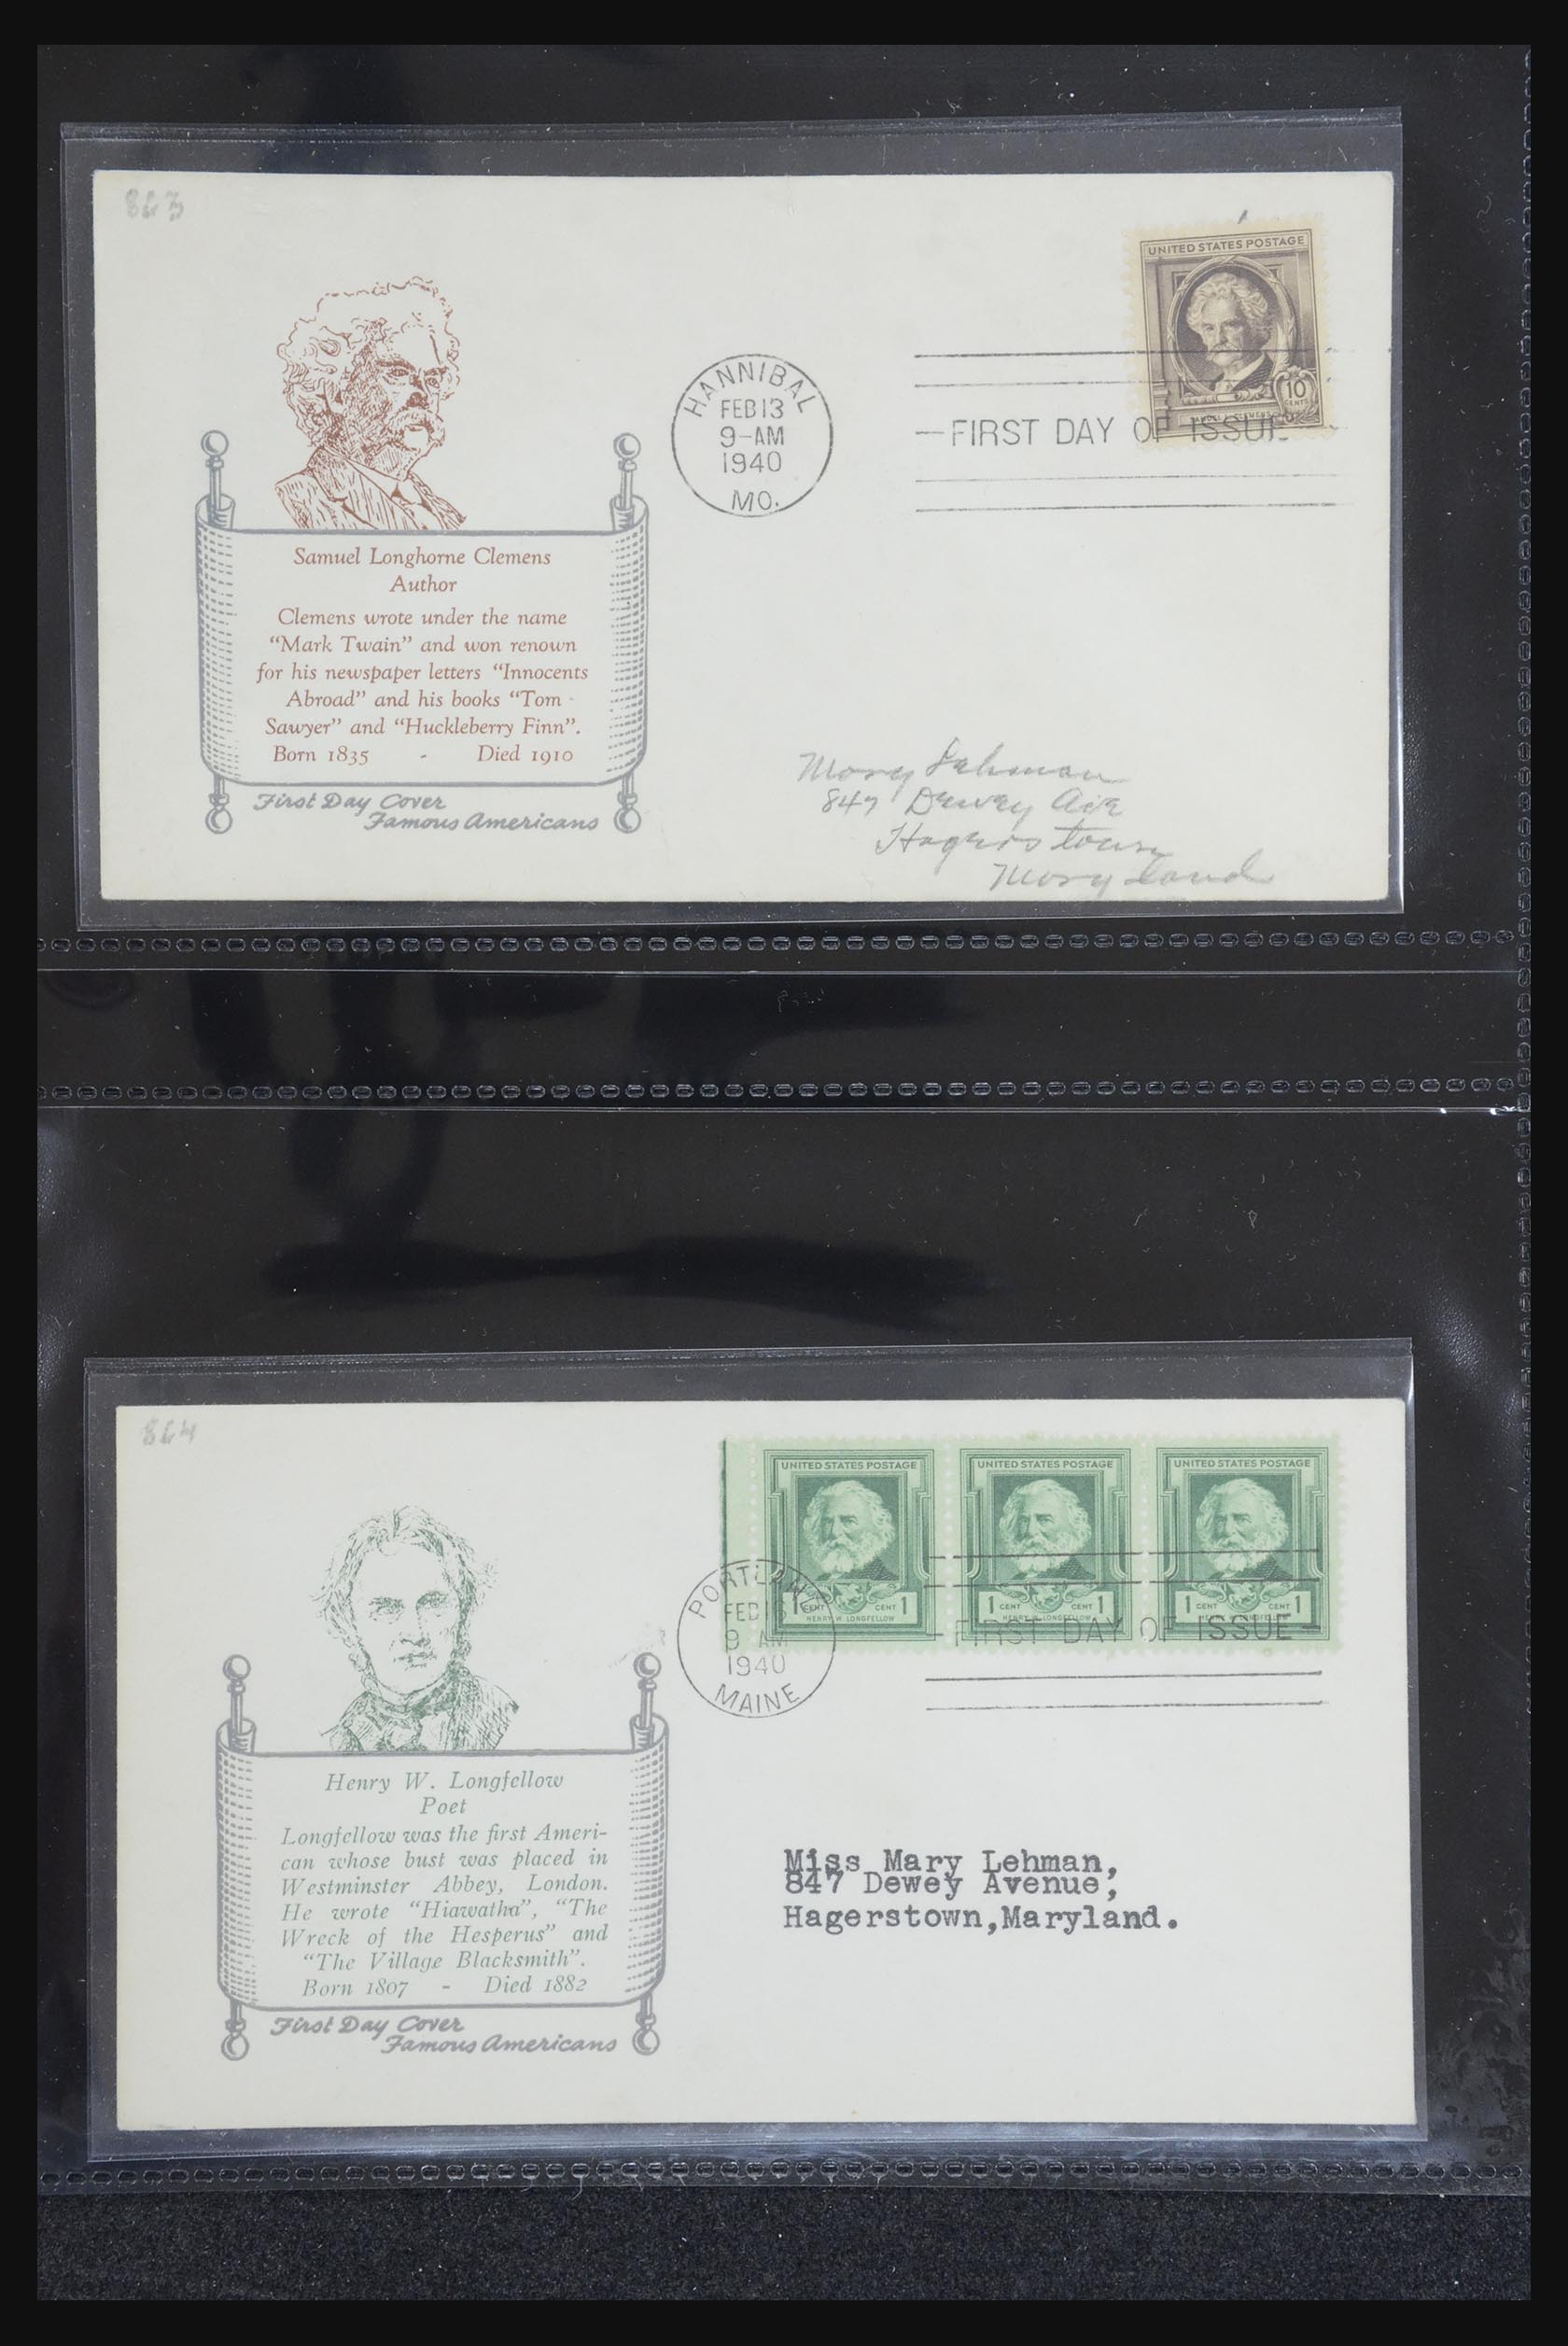 863
UNITED STATES POSTAGE
10
CENTS
HANNIBAL
FEB 13
9-AM
1940
MO.
FIRST DAY OF ISSUE
Samuel Longhorne Clemens
Author
Clemens wrote under the name
“Mark Twain” and won renown
for his newspaper letters “Innocents
Abroad” and his books “Tom
Sawyer” and “Huckleberry Finn”.
Born 1835 - Died 1910
First Day Cover
Famous Americans
Mary Lehman
847 Dewey Ave
Hagerstown
Maryland
864
UNITED STATES POSTAGE UNITED STATES POSTAGE UNITED STATES POSTAGE
1 CENT CENT 1 1 CENT CENT 1 1 CENT CENT 1
HENRY W. LONGFELLOW HENRY W. LONGFELLOW
PORTLAND
FEB 16
9 AM
1940
MAINE
FIRST DAY OF ISSUE
Henry W. Longfellow
Poet
Longfellow was the first Ameri-
can whose bust was placed in
Westminster Abbey, London.
He wrote “Hiawatha”, “The
Wreck of the Hesperus” and
“The Village Blacksmith”.
Born 1807 - Died 1882
First Day Cover
Famous Americans
Miss Mary Lehman,
847 Dewey Avenue,
Hagerstown,Maryland.